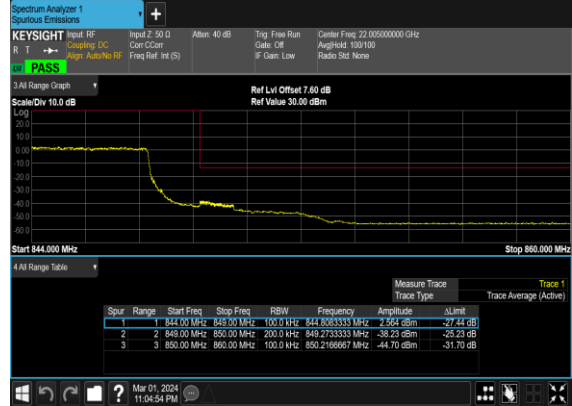 Spectrum Analyzer 1
Spurious Emissions
+
KEYSIGHT Input: RF Input Z: 50 Ω Atten: 40 dB Trig: Free Run Center Freq: 22.005000000 GHz
R T Coupling: DC Corr CCorr Gate: Off Avg|Hold: 100/100
Align: Auto/No RF Freq Ref: Int (S) IF Gain: Low Radio Std: None
LW PASS
3 All Range Graph
Ref Lvl Offset 7.60 dB
Scale/Div 10.0 dB Ref Value 30.00 dBm
Log
20.0
10.0
0.00
-10.0
-20.0
-30.0
-40.0
-50.0
-60.0
Start 844.000 MHz Stop 860.000 MHz
4 All Range Table
Measure Trace Trace 1
Trace Type Trace Average (Active)
Spur Range Start Freq Stop Freq RBW Frequency Amplitude ΔLimit
1 1 844.00 MHz 849.00 MHz 100.0 kHz 844.8083333 MHz 2.564 dBm -27.44 dB
2 2 849.00 MHz 850.00 MHz 200.0 kHz 849.2733333 MHz -38.23 dBm -25.23 dB
3 3 850.00 MHz 860.00 MHz 100.0 kHz 850.2166667 MHz -44.70 dBm -31.70 dB
? Mar 01, 2024
11:04:54 PM